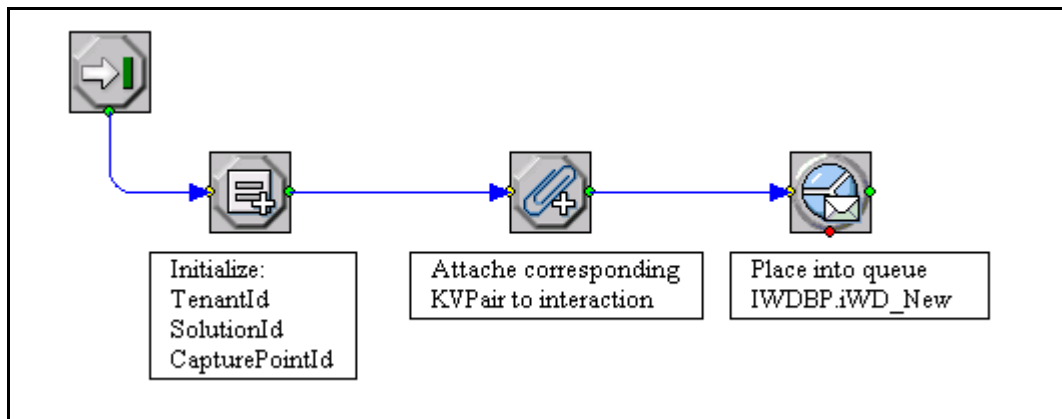 Initialize:
TenantId
SolutionId
CapturePointId
Attache corresponding
KVPair to interaction
Place into queue
IWDBP.iWD_New